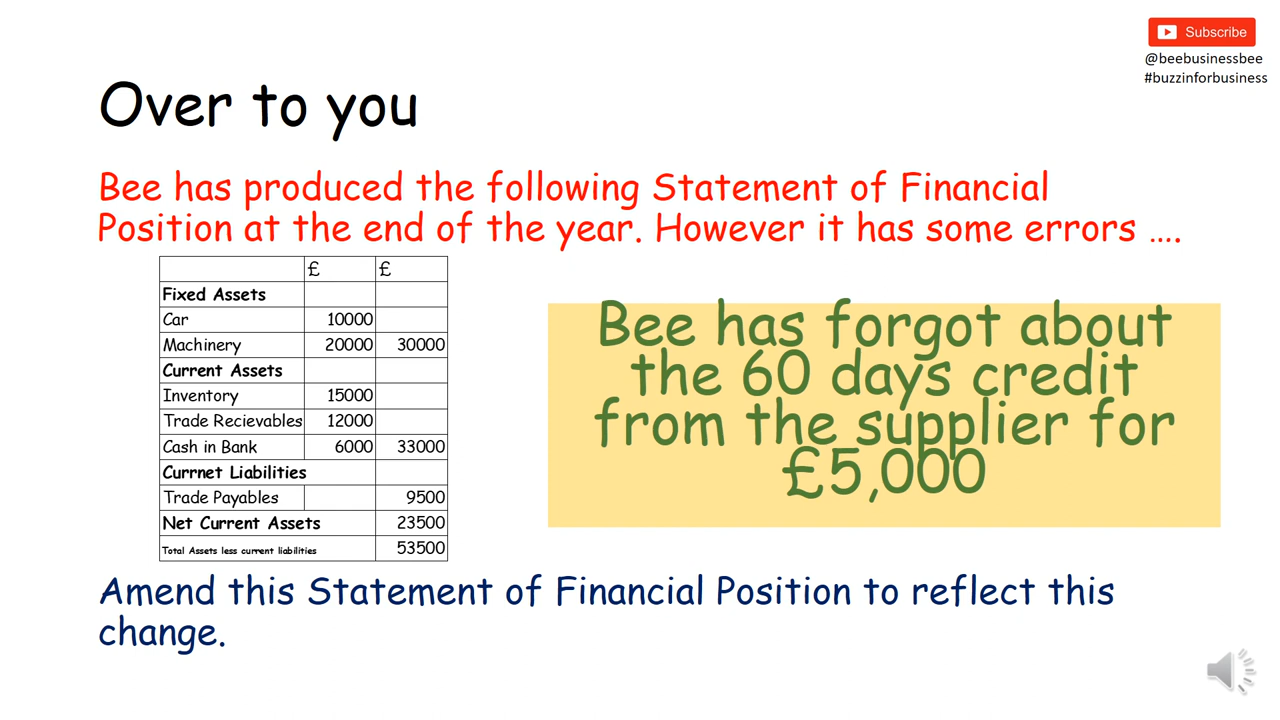 Subscribe
@beebusinessbee
#buzzinforbusiness
Over to you
Bee has produced the following Statement of Financial
Position at the end of the year. However it has some errors ….
£ £
Fixed Assets
Car 10000
Machinery 20000 30000
Current Assets
Inventory 15000
Trade Recievables 12000
Cash in Bank 6000 33000
Currnet Liabilities
Trade Payables 9500
Net Current Assets 23500
Total Assets less current liabilities 53500
Bee has forgot about
the 60 days credit
from the supplier for
£5,000
Amend this Statement of Financial Position to reflect this
change.